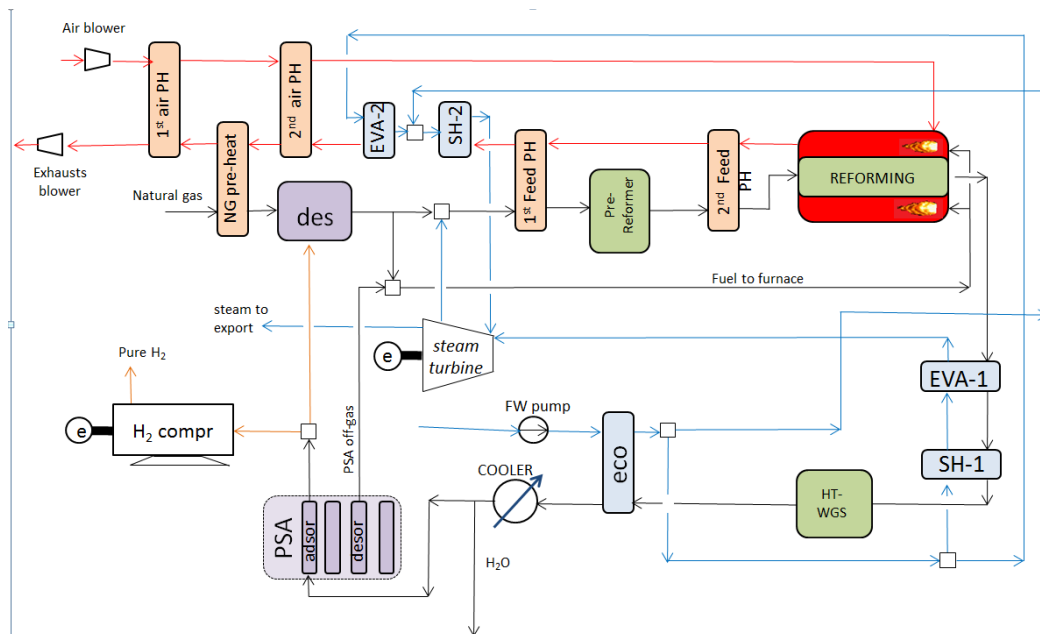 Air blower
1st air PH
2nd air PH
EVA-2
SH-2
Exhausts
blower
NG pre-heat
Natural gas
des
1st Feed PH
Pre-
Reformer
2nd Feed
PH
REFORMING
Fuel to furnace
steam to
export
e
steam
turbine
Pure H2
e
H2 compr
PSA off-gas
FW pump
eco
EVA-1
SH-1
COOLER
HT-
WGS
PSA
adsor
desor
H2O